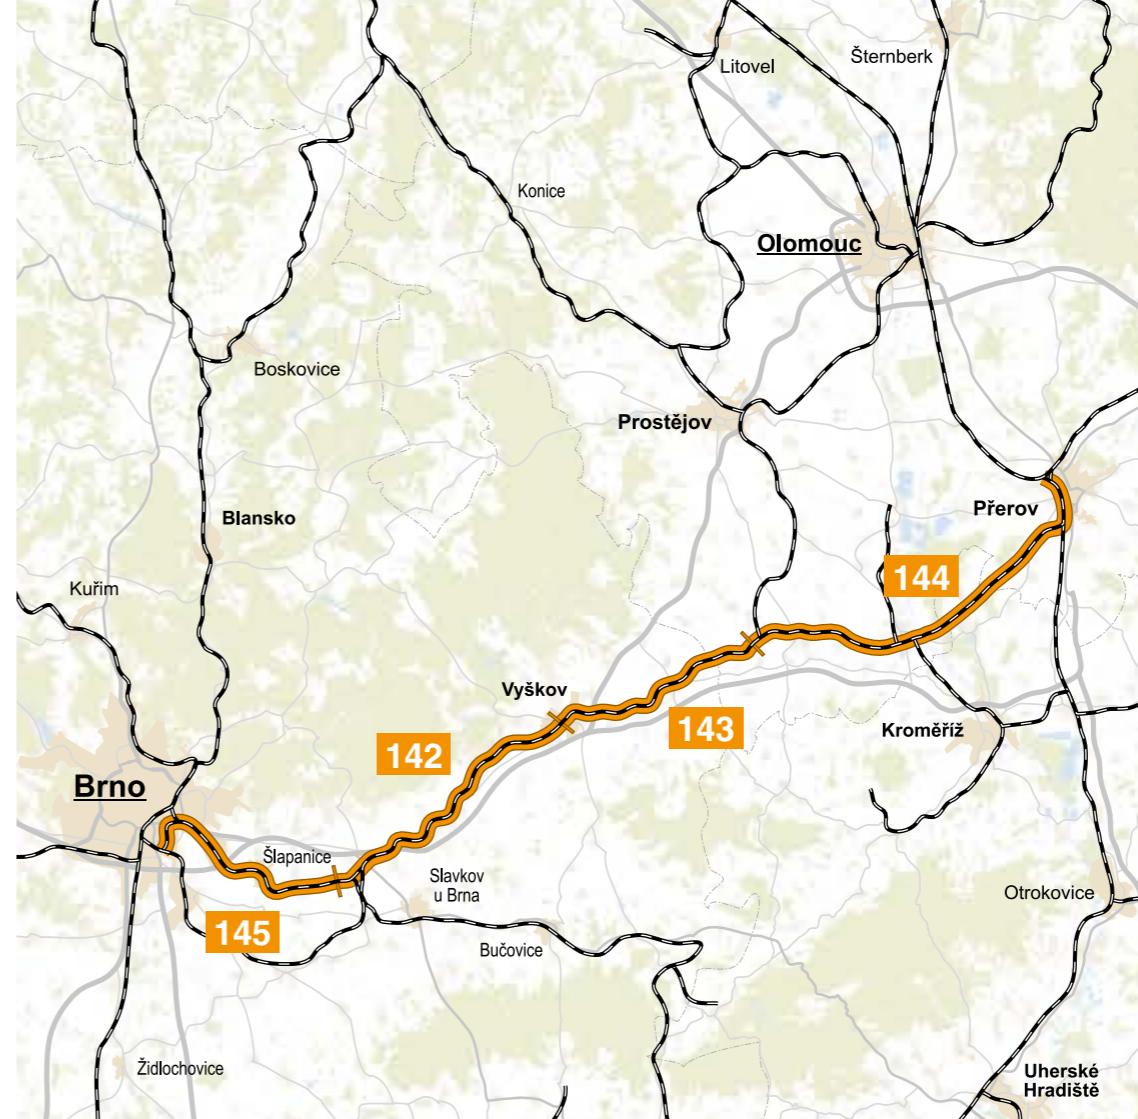 Šternberk
Litovel
Konice
Olomouc
Boskovice
Prostějov
Přerov
Blansko
144
Kuřim
Vyškov
143
Kroměříž
142
Brno
Šlapanice
Slavkov
u Brna
Otrokovice
145
Bučovice
Židlochovice
Uherské
Hradiště